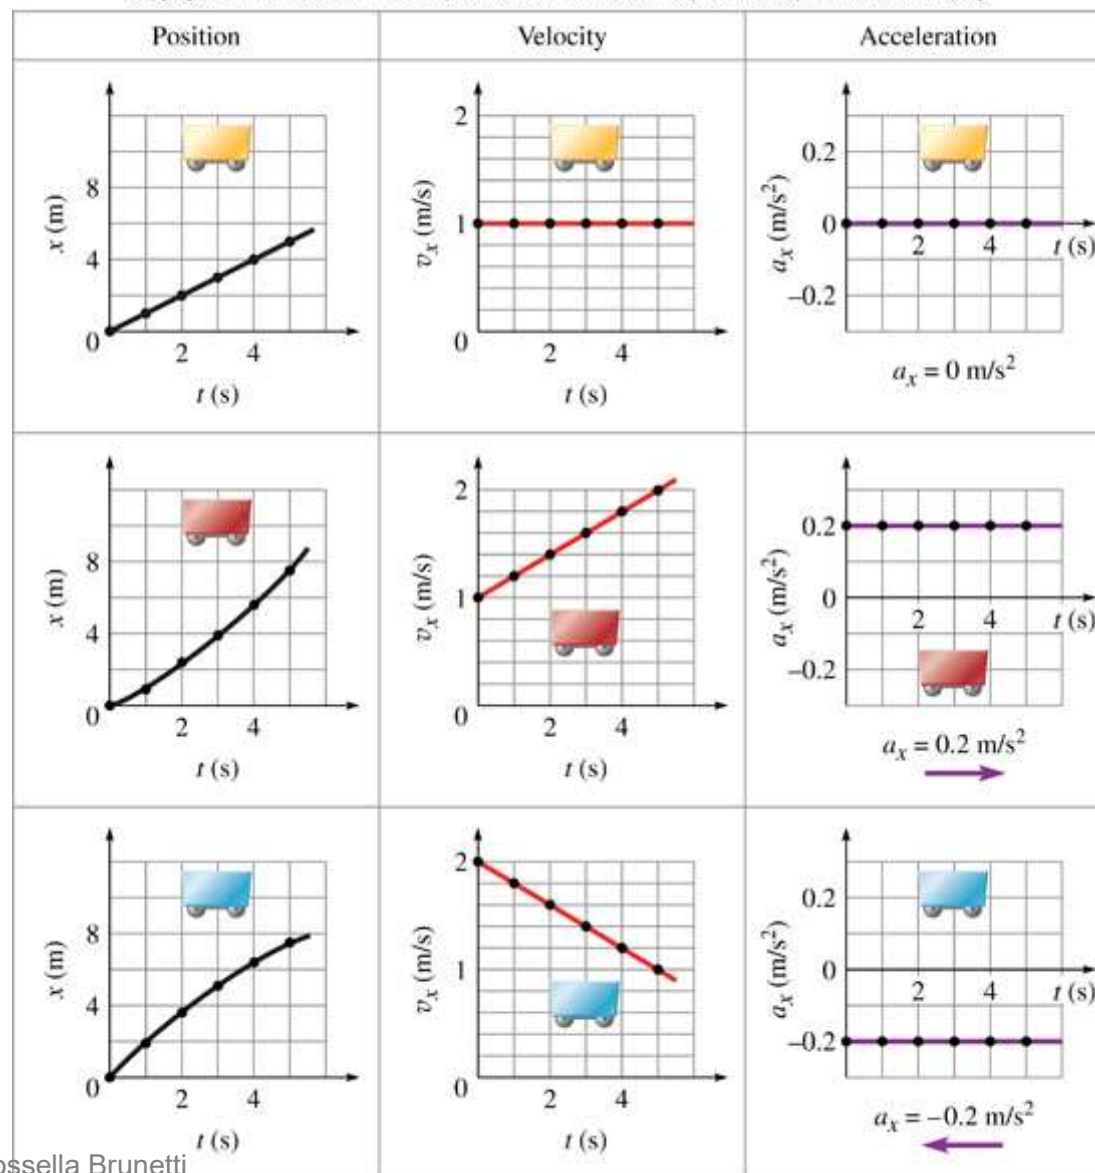 Position
Velocity
Acceleration
x (m)
8
4
0
2 4
t (s)
v_x (m/s)
2
1
0
2 4
t (s)
a_x (m/s²)
0.2
0
–0.2
2 4 t (s)
a_x = 0 m/s²
x (m)
8
4
0
2 4
t (s)
v_x (m/s)
2
1
0
2 4
t (s)
a_x (m/s²)
0.2
0
–0.2
2 4 t (s)
a_x = 0.2 m/s²
x (m)
8
4
0
2 4
t (s)
v_x (m/s)
2
1
0
2 4
t (s)
a_x (m/s²)
0.2
0
–0.2
2 4 t (s)
a_x = –0.2 m/s²
Brunetti